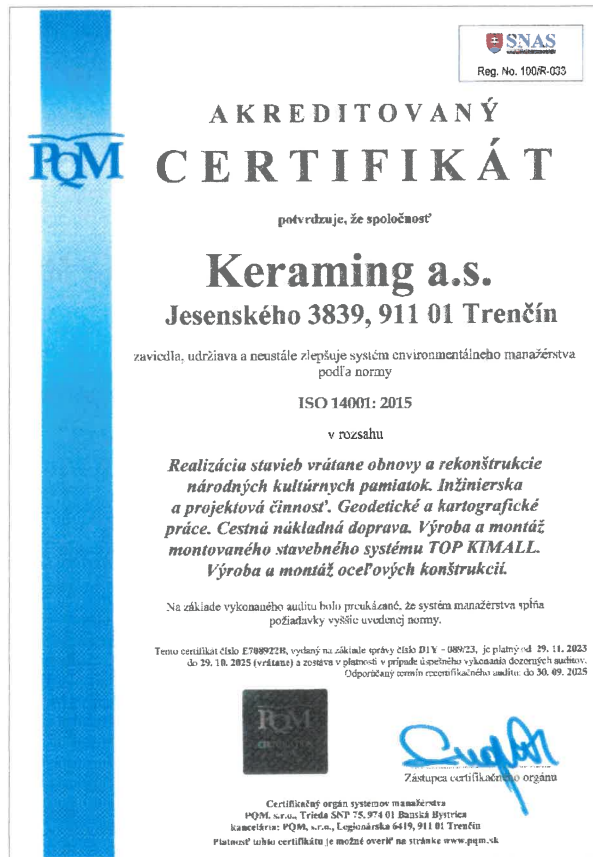 SNAS
Reg. No. 100/R-033
AKREDITOVANÝ
PQM
CERTIFIKÁT
potvrdzuje, že spoločnosť
Keraming a.s.
Jesenského 3839, 911 01 Trenčín
zaviedla, udržiava a neustále zlepšuje systém environmentálneho manažérstva
podľa normy
ISO 14001: 2015
v rozsahu
Realizácia stavieb vrátane obnovy a rekonštrukcie
národných kultúrnych pamiatok. Inžinierska
a projektová činnosť. Geodetické a kartografické
práce. Cestná nákladná doprava. Výroba a montáž
montovaného stavebného systému TOP KIMALL.
Výroba a montáž oceľových konštrukcií.
Na základe vykonaného auditu bolo preukázané, že systém manažérstva spĺňa
požiadavky vyššie uvedenej normy.
Tento certifikát číslo E708922B, vydaný na základe správy číslo D1Y - 089/23, je platný od 29. 11. 2023
do 29. 10. 2025 (vrátane) a zostáva v platnosti v prípade úspešného vykonania dozorných auditov.
Odporúčaný termín recertifikačného auditu: do 30. 09. 2025
PQM
Zástupca certifikačného orgánu
Certifikačný orgán systémov manažérstva
PQM, s.r.o., Trieda SNP 75, 974 01 Banská Bystrica
kancelária: PQM, s.r.o., Legionárska 6419, 911 01 Trenčín
Platnosť tohto certifikátu je možné overiť na stránke www.pqm.sk